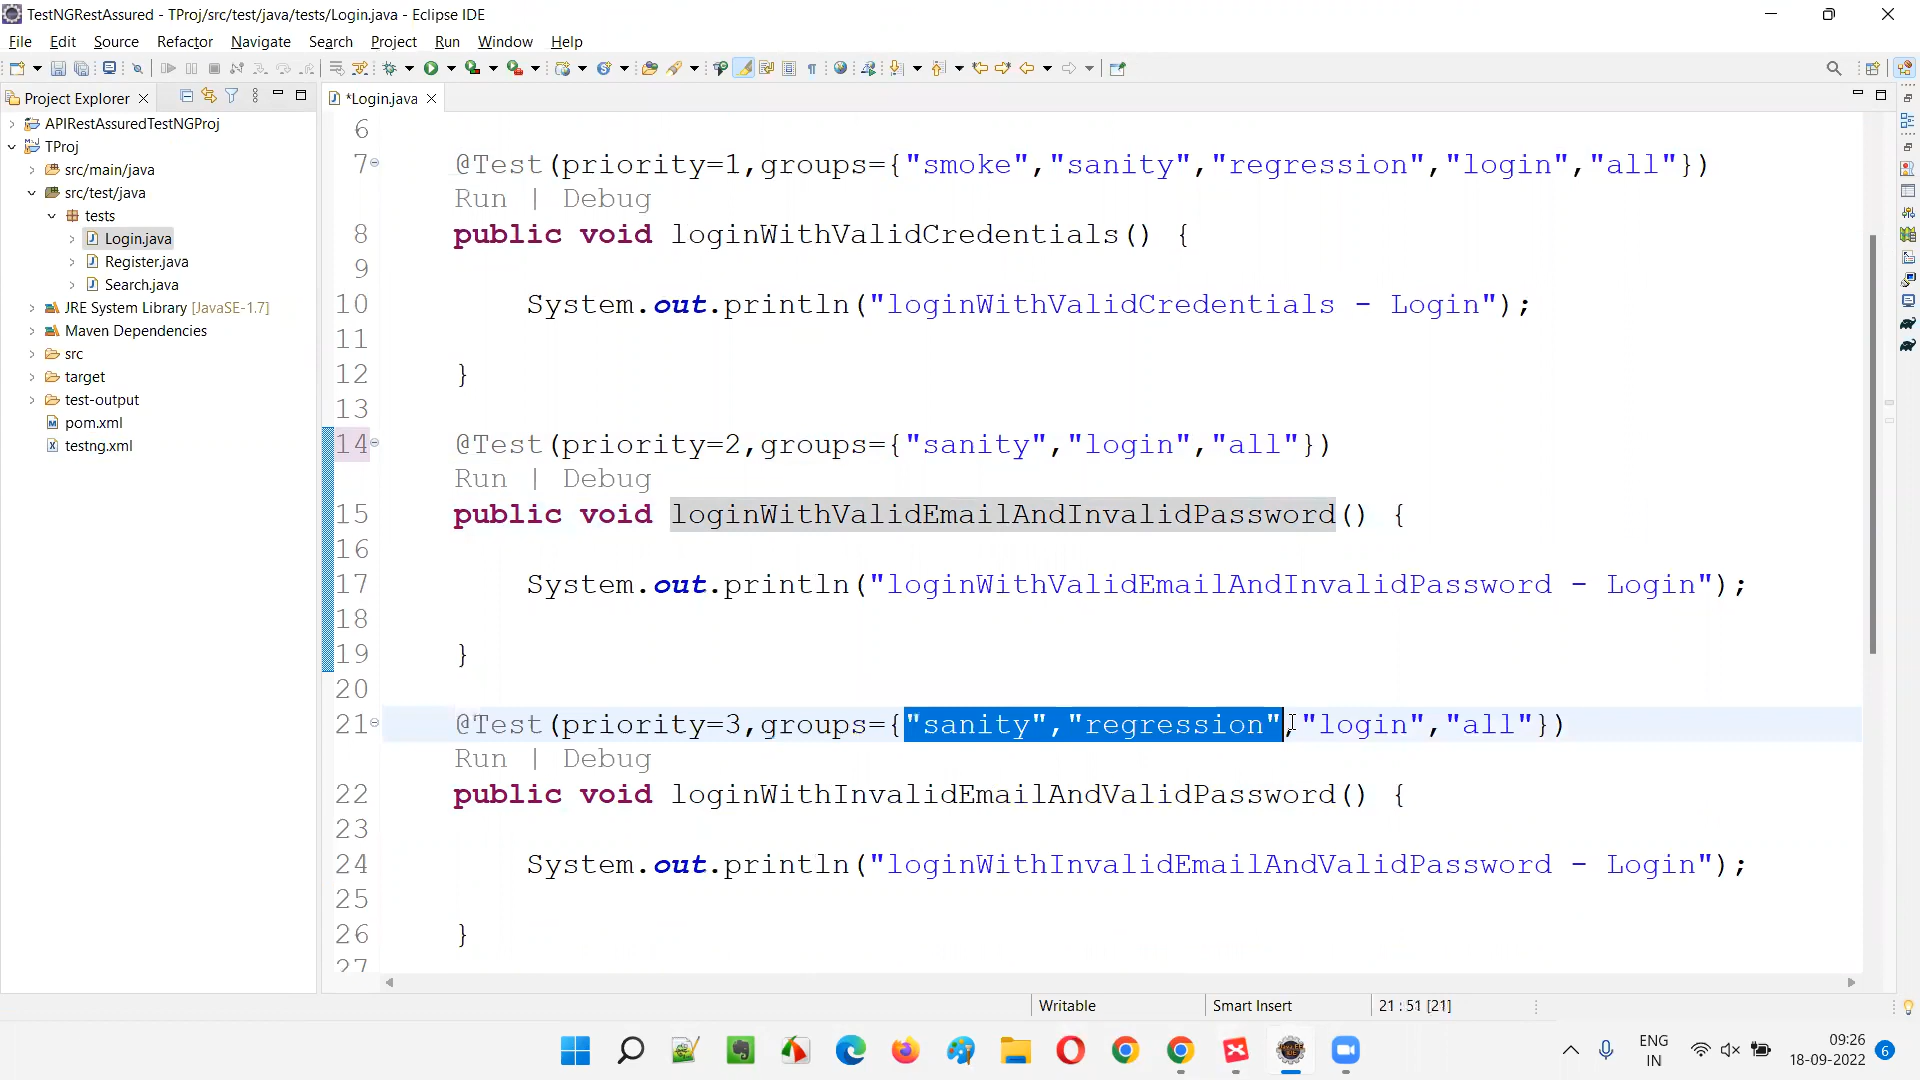 TestNGRestAssured - TProj/src/test/java/tests/Login.java - Eclipse IDE
File Edit Source Refactor Navigate Search Project Run Window Help
Project Explorer
*Login.java
APIRestAssuredTestNGProj
TProj
src/main/java
src/test/java
tests
Login.java
Register.java
Search.java
JRE System Library [JavaSE-1.7]
Maven Dependencies
src
target
test-output
pom.xml
testng.xml
6
7 @Test(priority=1,groups={"smoke","sanity","regression","login","all"})
Run | Debug
8 public void loginWithValidCredentials() {
9
10 System.out.println("loginWithValidCredentials - Login");
11
12 }
13
14 @Test(priority=2,groups={"sanity","login","all"})
Run | Debug
15 public void loginWithValidEmailAndInvalidPassword() {
16
17 System.out.println("loginWithValidEmailAndInvalidPassword - Login");
18
19 }
20
21 @Test(priority=3,groups={"sanity","regression","login","all"})
Run | Debug
22 public void loginWithInvalidEmailAndValidPassword() {
23
24 System.out.println("loginWithInvalidEmailAndValidPassword - Login");
25
26 }
27
Writable Smart Insert 21 : 51 [21]
ENG
IN
09:26
18-09-2022
6